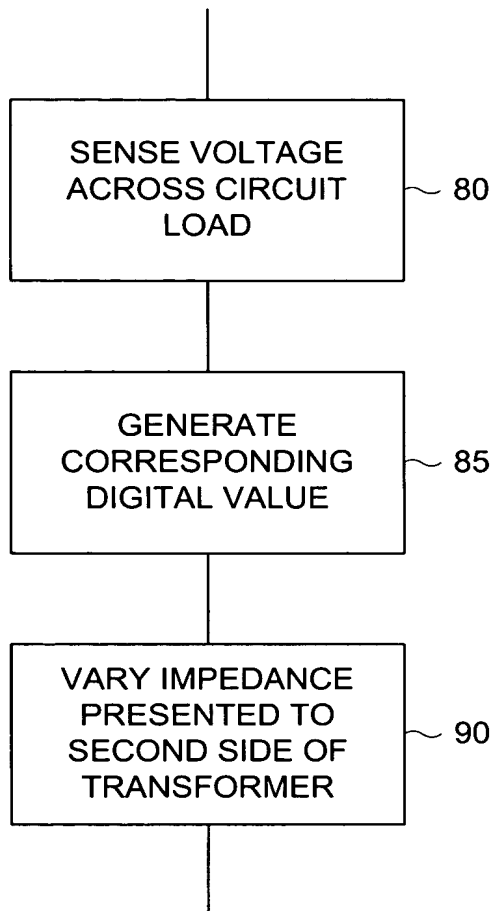 SENSE VOLTAGE
ACROSS CIRCUIT
LOAD
80
GENERATE
CORRESPONDING
DIGITAL VALUE
85
VARY IMPEDANCE
PRESENTED TO
SECOND SIDE OF
TRANSFORMER
90